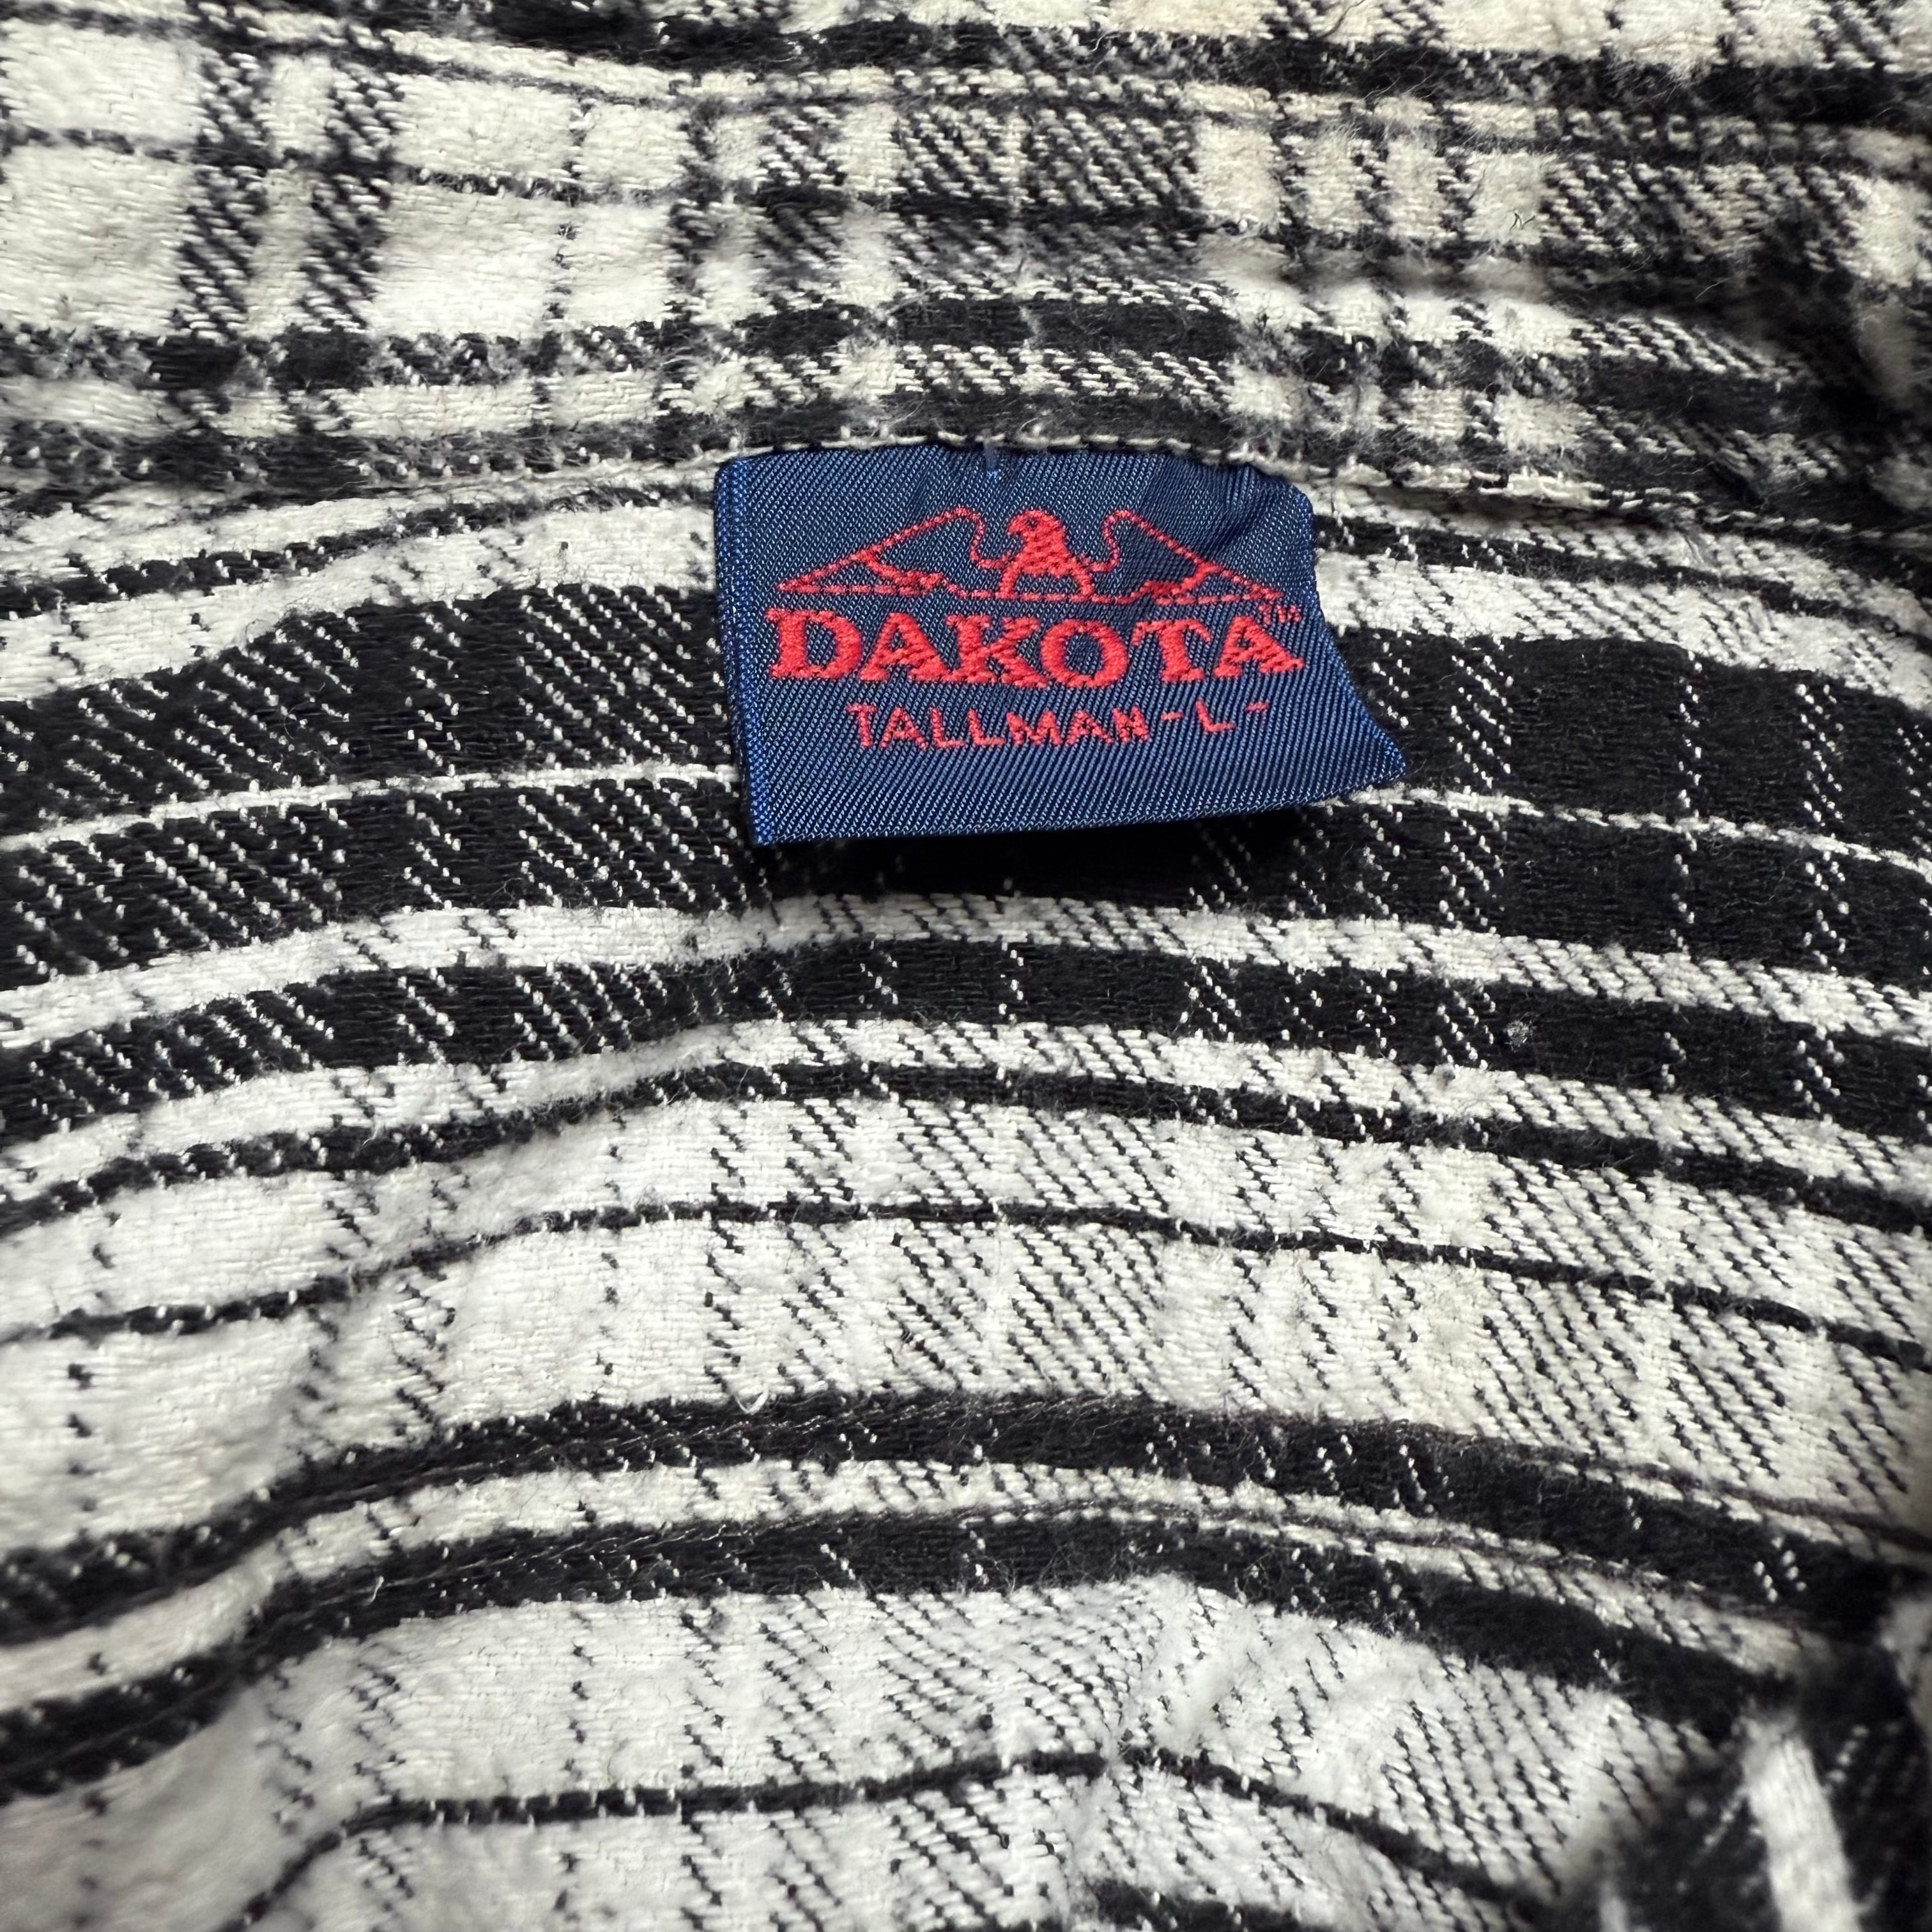 DAKOTA™
TALLMAN - L -